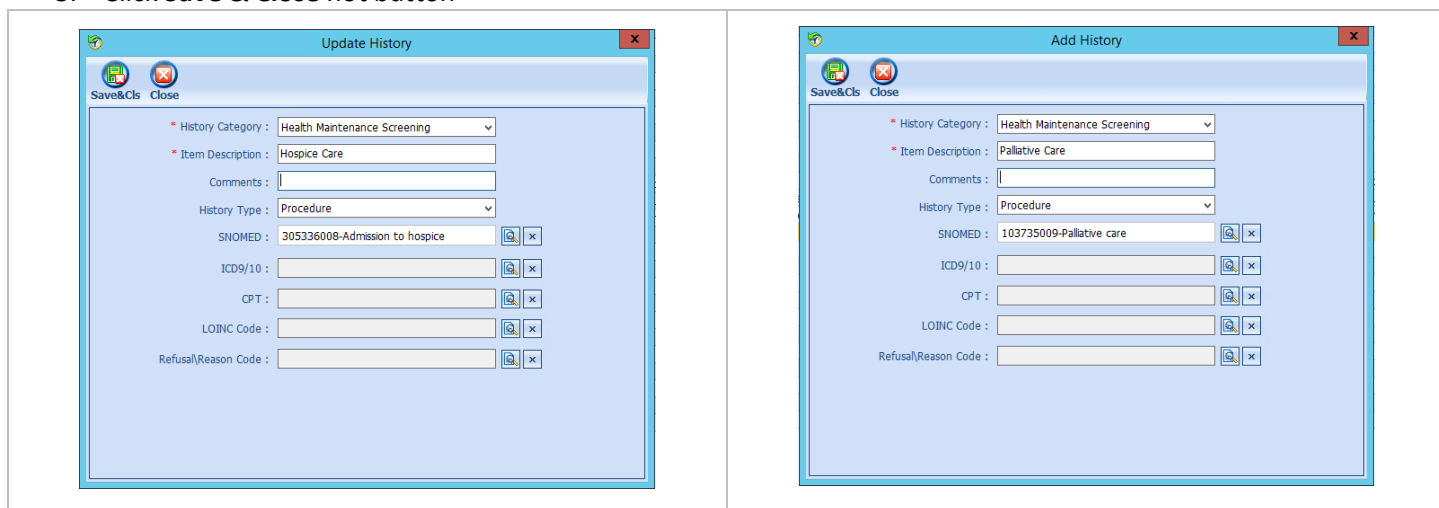 Update History
Save&Cls Close
* History Category : Health Maintenance Screening
* Item Description : Hospice Care
Comments :
History Type : Procedure
SNOMED : 305336008-Admission to hospice
ICD9/10 :
CPT :
LOINC Code :
Refusal\Reason Code :
Add History
Save&Cls Close
* History Category : Health Maintenance Screening
* Item Description : Palliative Care
Comments :
History Type : Procedure
SNOMED : 103735009-Palliative care
ICD9/10 :
CPT :
LOINC Code :
Refusal\Reason Code :